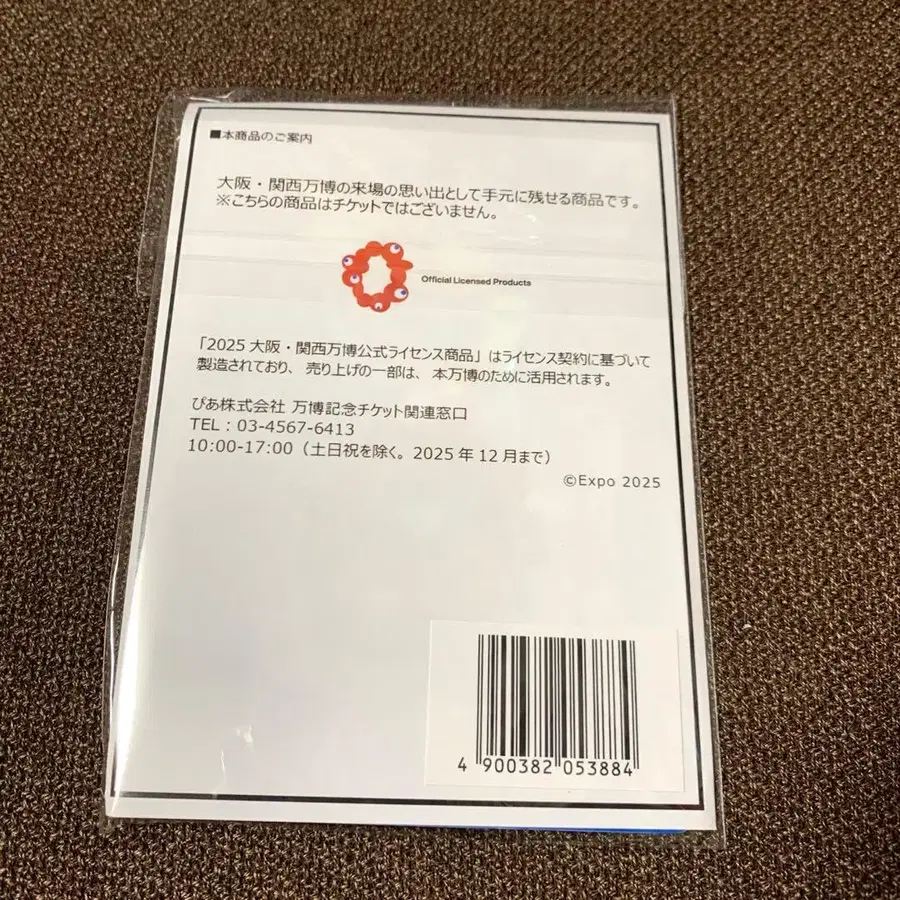 ■本商品のご案内
大阪・関西万博の来場の思い出として手元に残せる商品です。
※こちらの商品はチケットではございません。
Official Licensed Products
「2025 大阪・関西万博公式ライセンス商品」はライセンス契約に基づいて
製造されており、売り上げの一部は、本万博のために活用されます。
ぴあ株式会社 万博記念チケット関連窓口
TEL : 03-4567-6413
10:00-17:00（土日祝を除く。2025 年 12 月まで）
©Expo 2025
4 900382 053884